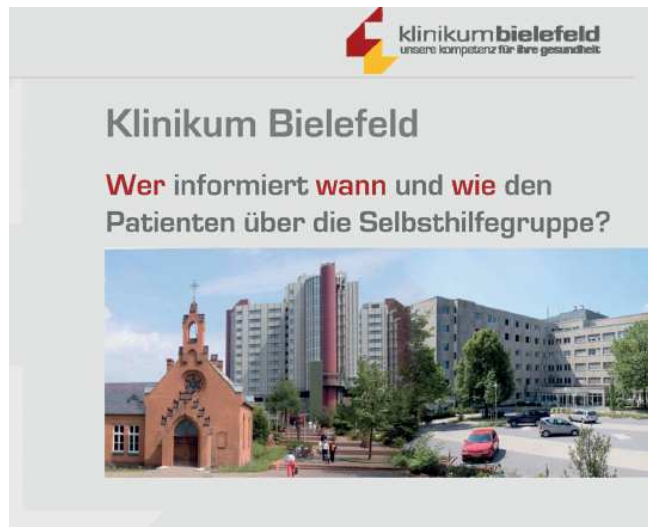 klinikumbielefeld
unsere kompetenz für ihre gesundheit
Klinikum Bielefeld
Wer informiert wann und wie den
Patienten über die Selbsthilfegruppe?